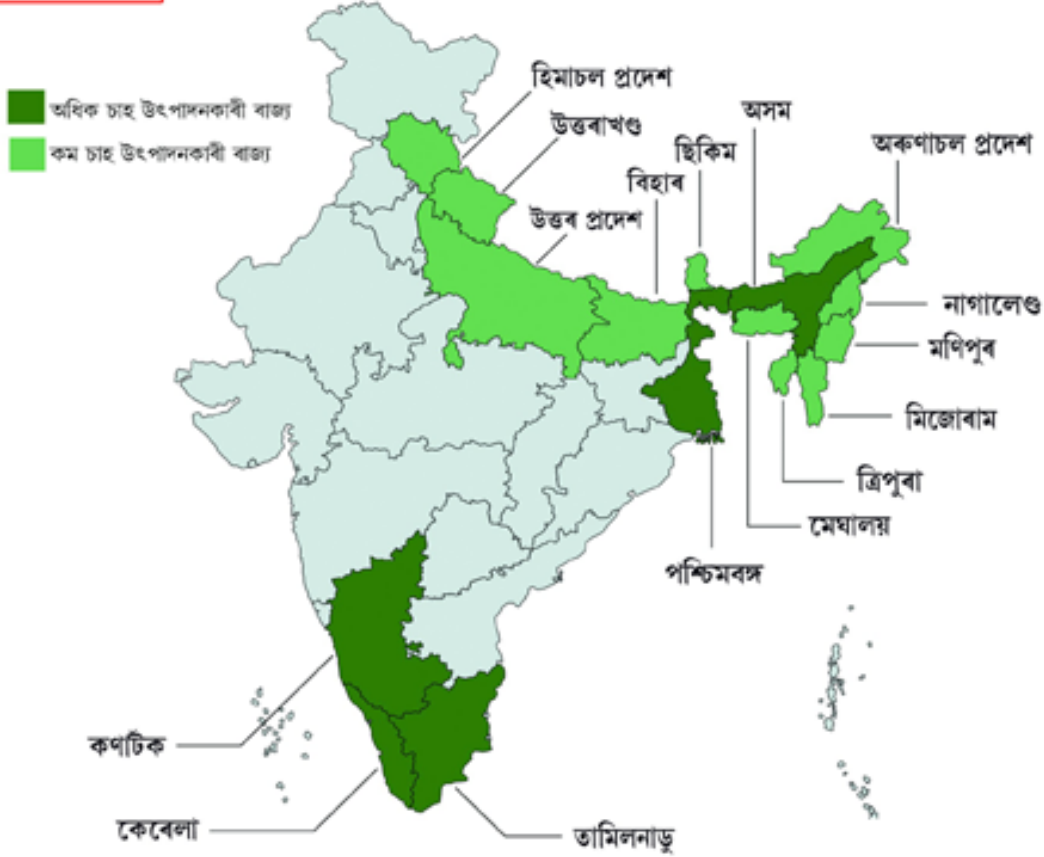 অধিক চাহ উৎপাদনকাৰী ৰাজ্য
কম চাহ উৎপাদনকাৰী ৰাজ্য
হিমাচল প্ৰদেশ
উত্তৰাখণ্ড
উত্তৰ প্ৰদেশ
বিহাৰ
ছিকিম
অসম
অৰুণাচল প্ৰদেশ
নাগালেণ্ড
মণিপুৰ
মিজোৰাম
ত্ৰিপুৰা
মেঘালয়
পশ্চিমবঙ্গ
কৰ্ণাটক
কেৰেলা
তামিলনাডু